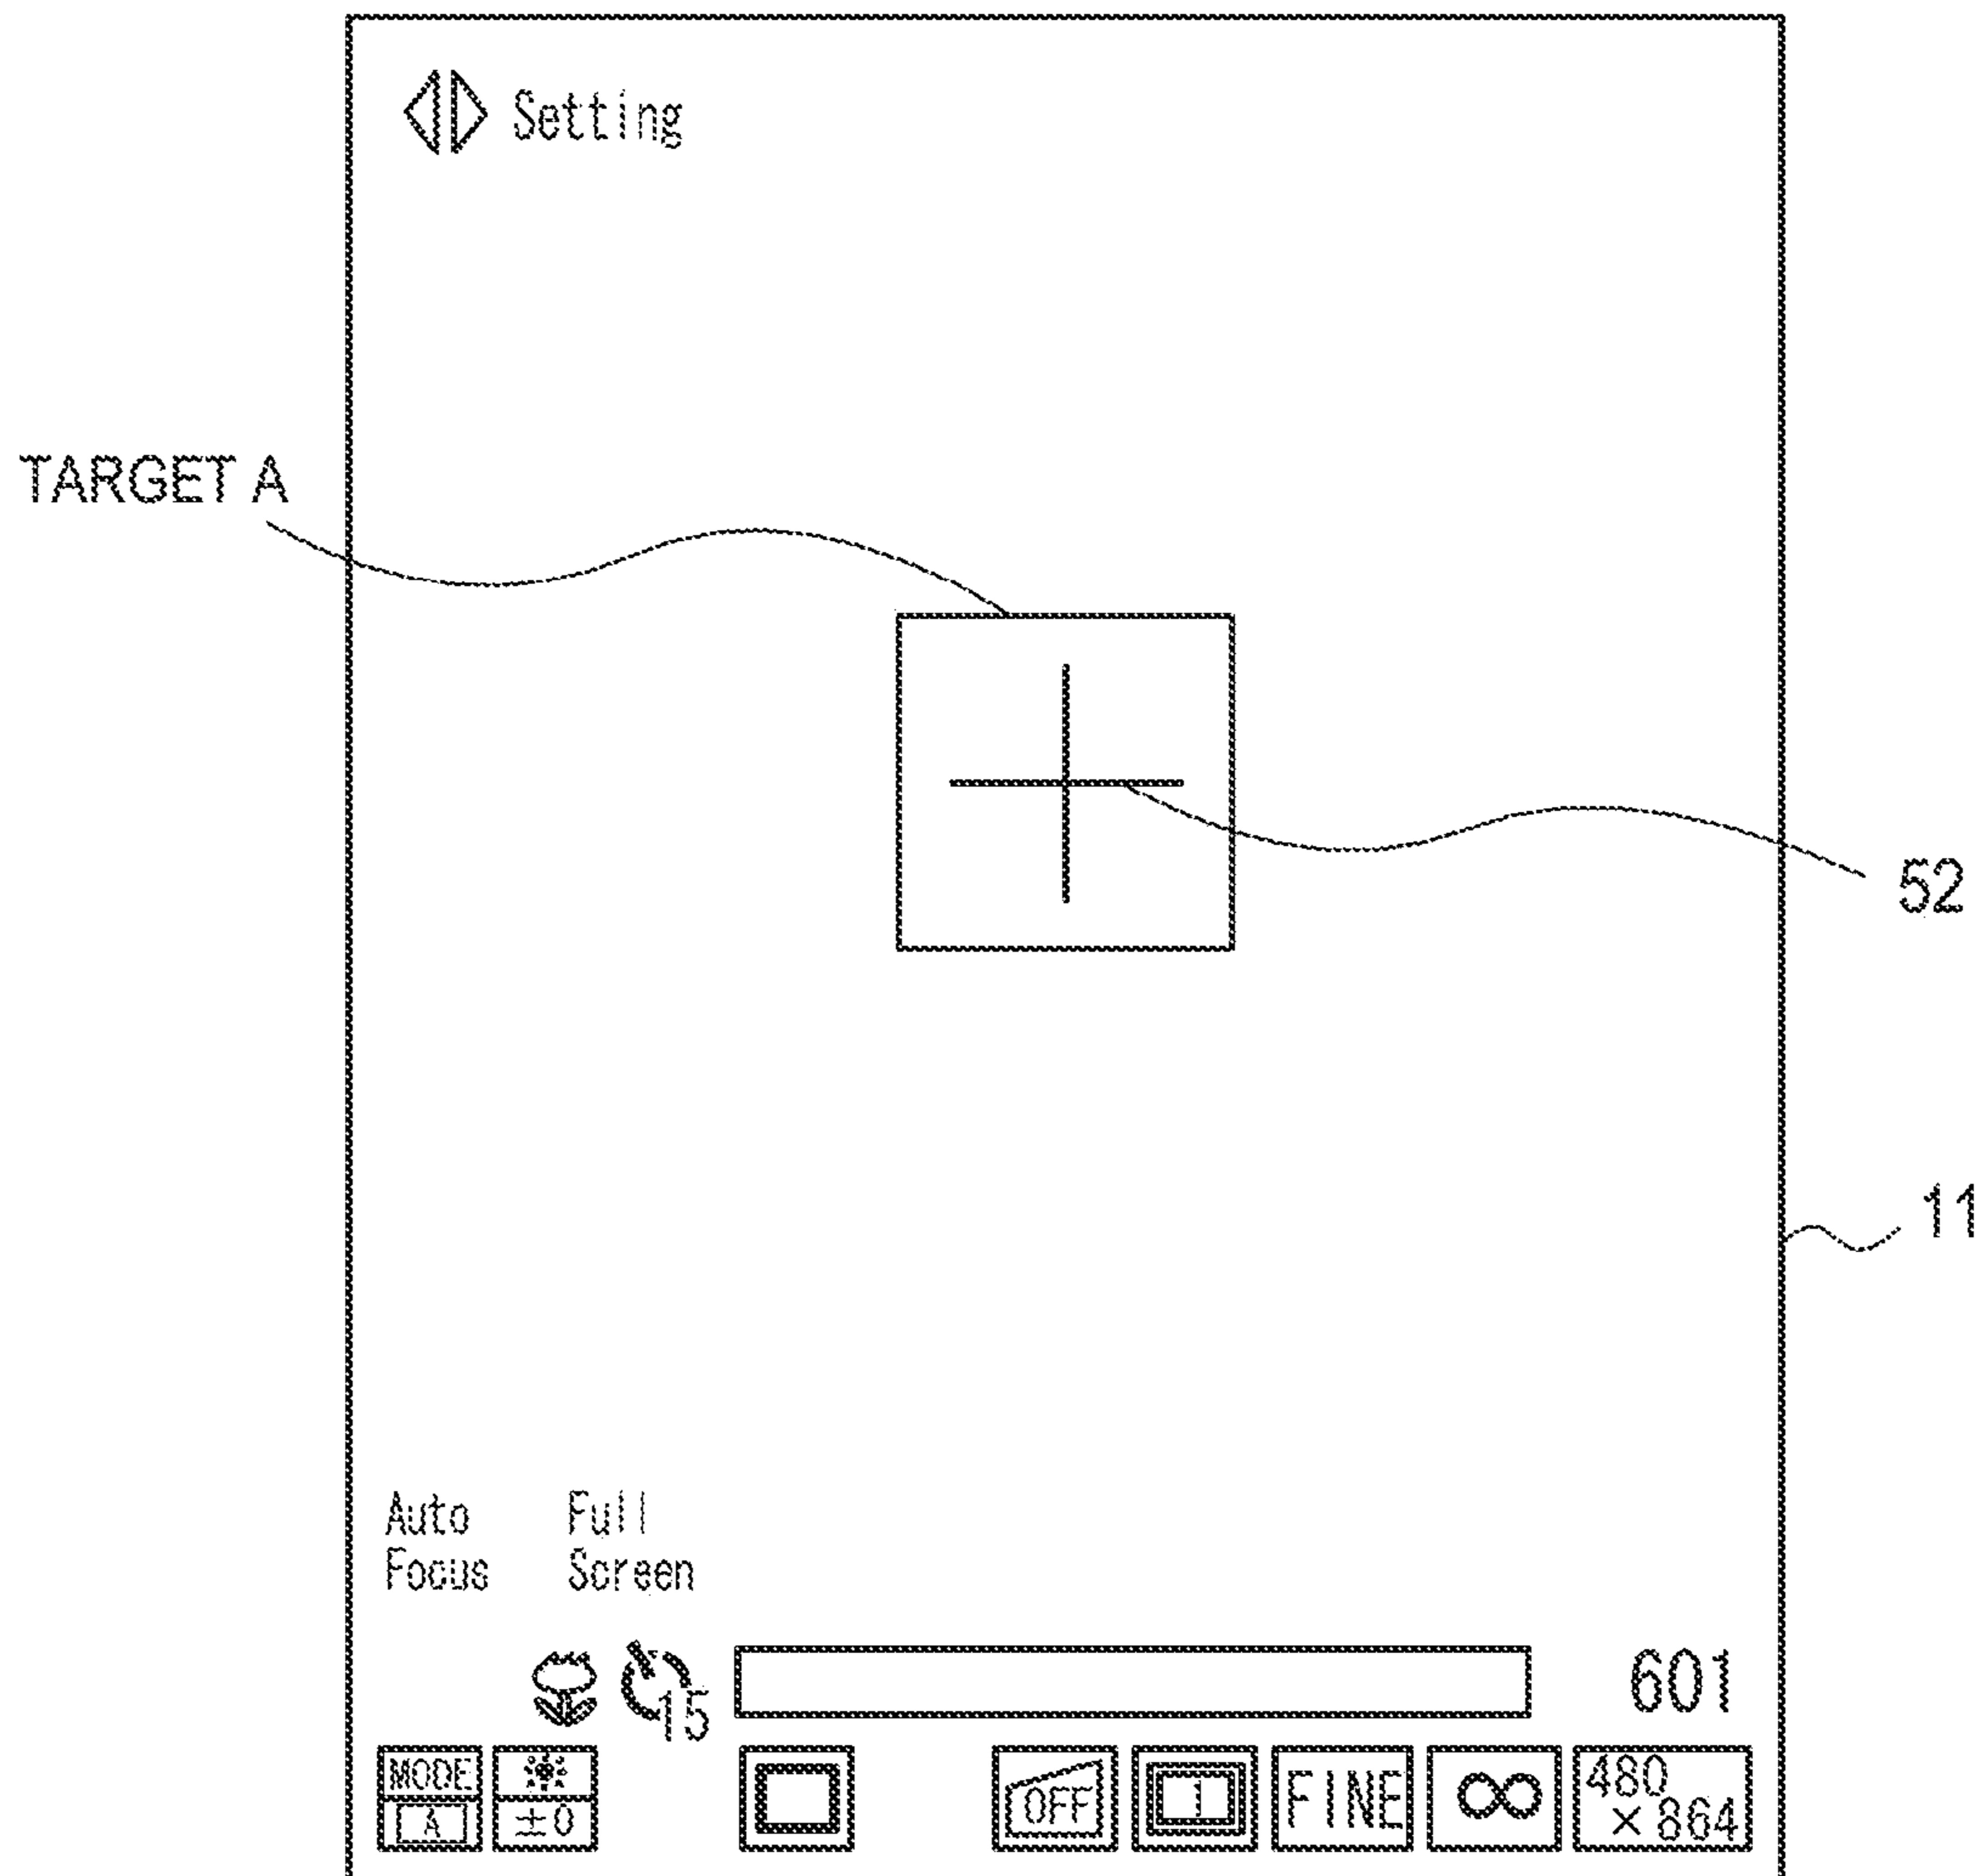 Setting
TARGET A
52
11
Auto Full
Focus Screen
15 601
MODE OFF 1 FINE ∞ 480
A ±0 × 864